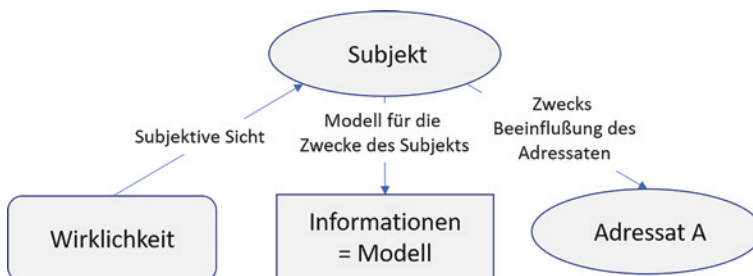 Subjekt
Subjektive Sicht
Modell für die
Zwecke des Subjekts
Zwecks
Beeinflußung des
Adressaten
Wirklichkeit
Informationen
= Modell
Adressat A